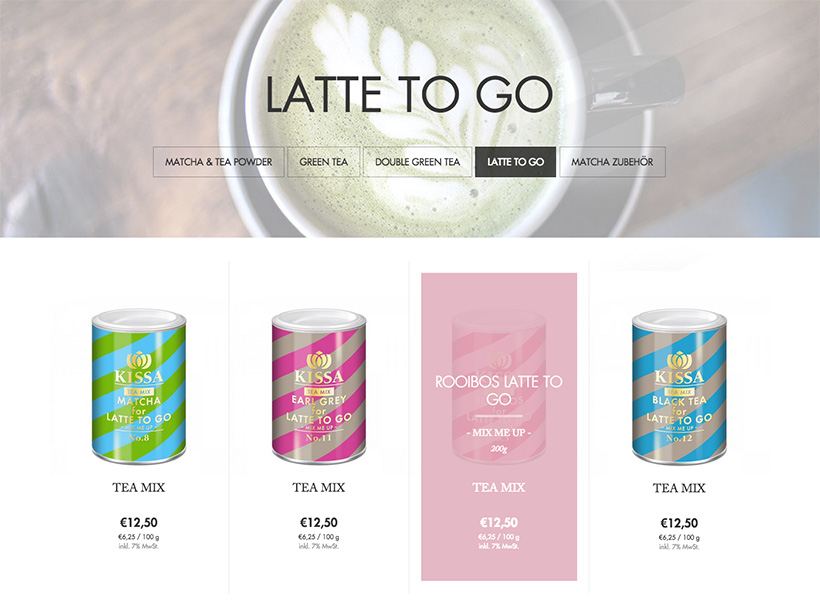 LATTE TO GO
MATCHA & TEA POWDER
GREEN TEA
DOUBLE GREEN TEA
LATTE TO GO
MATCHA ZUBEHÖR
KISSA
TEA MIX
MATCHA
for
LATTE TO GO
- MIX ME UP -
No.8
TEA MIX
€12,50
€6,25 / 100 g
inkl. 7% MwSt.
KISSA
TEA MIX
EARL GREY
for
LATTE TO GO
- MIX ME UP -
No.11
TEA MIX
€12,50
€6,25 / 100 g
inkl. 7% MwSt.
ROOIBOS LATTE TO
GO
- MIX ME UP -
200g
TEA MIX
€12,50
€6,25 / 100 g
inkl. 7% MwSt.
KISSA
TEA MIX
BLACK TEA
for
LATTE TO GO
- MIX ME UP -
No.12
TEA MIX
€12,50
€6,25 / 100 g
inkl. 7% MwSt.